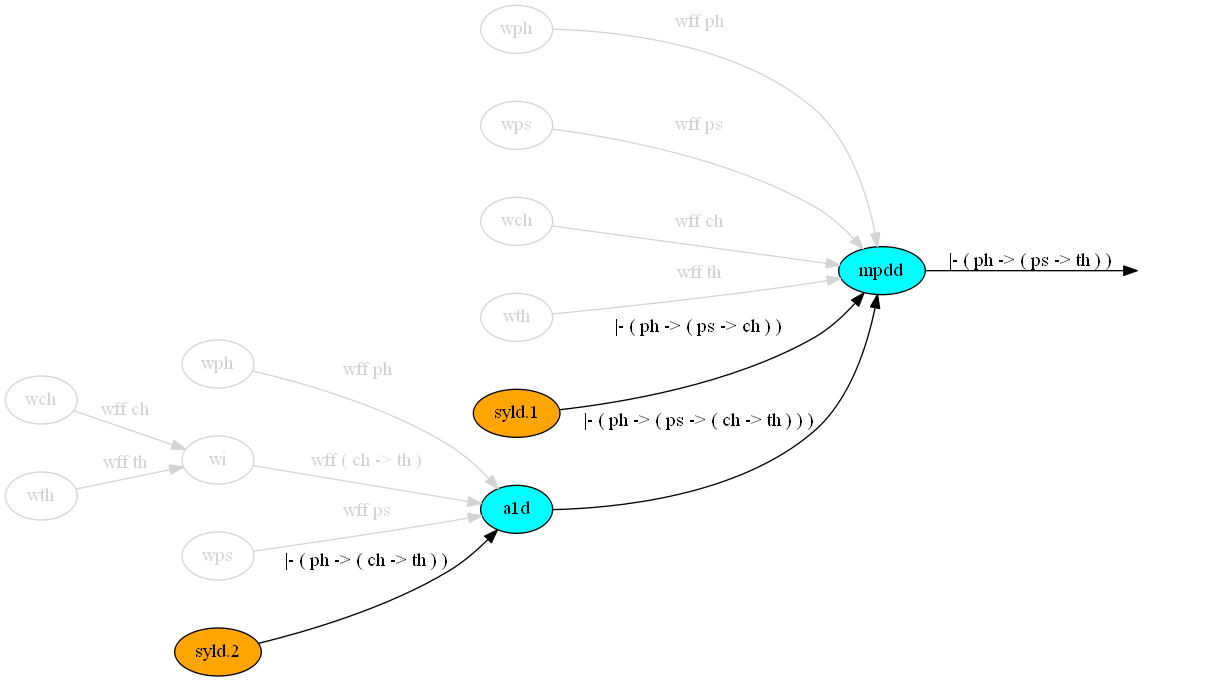 wph
wff ph
wps
wff ps
wch
wff ch
mpdd
|- ( ph -> ( ps -> th ) )
wff th
wth
|- ( ph -> ( ps -> ch ) )
wph
wff ph
wch
wff ch
syld.1
|- ( ph -> ( ps -> ( ch -> th ) ) )
wi
wff ( ch -> th )
wff th
wth
a1d
wff ps
wps
|- ( ph -> ( ch -> th ) )
syld.2